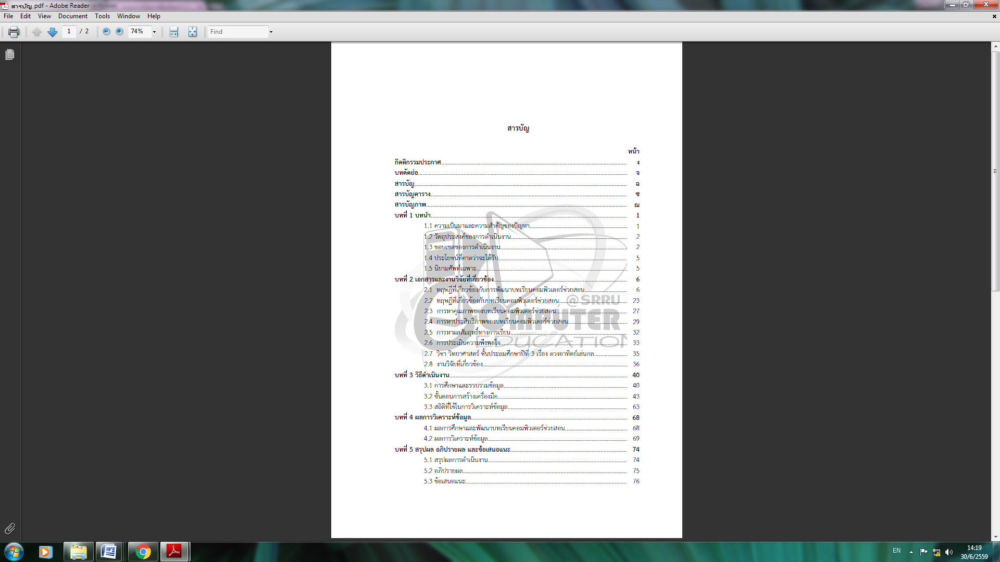 สารบัญ.pdf - Adobe Reader
File Edit View Document Tools Window Help
1 / 2 74% Find
สารบัญ
หน้า
กิตติกรรมประกาศ ง
บทคัดย่อ จ
สารบัญ ฉ
สารบัญตาราง ซ
สารบัญภาพ ฌ
บทที่ 1 บทนำ 1
1.1 ความเป็นมาและความสำคัญของปัญหา 1
1.2 วัตถุประสงค์ของการดำเนินงาน 2
1.3 ขอบเขตของการดำเนินงาน 2
1.4 ประโยชน์ที่คาดว่าจะได้รับ 5
1.5 นิยามศัพท์เฉพาะ 5
บทที่ 2 เอกสารและงานวิจัยที่เกี่ยวข้อง 6
2.1 ทฤษฎีที่เกี่ยวข้องกับการพัฒนาบทเรียนคอมพิวเตอร์ช่วยสอน 6
2.2 ทฤษฎีที่เกี่ยวข้องกับบทเรียนคอมพิวเตอร์ช่วยสอน 23
2.3 การหาคุณภาพของบทเรียนคอมพิวเตอร์ช่วยสอน 27
2.4 การหาประสิทธิภาพของบทเรียนคอมพิวเตอร์ช่วยสอน 29
2.5 การหาผลสัมฤทธิ์ทางการเรียน 32
2.6 การประเมินความพึงพอใจ 33
2.7 วิชา วิทยาศาสตร์ ชั้นประถมศึกษาปีที่ 3 เรื่อง ดวงอาทิตย์เล่นกล 35
2.8 งานวิจัยที่เกี่ยวข้อง 36
บทที่ 3 วิธีดำเนินงาน 40
3.1 การศึกษาและรวบรวมข้อมูล 40
3.2 ขั้นตอนการสร้างเครื่องมือ 43
3.3 สถิติที่ใช้ในการวิเคราะห์ข้อมูล 63
บทที่ 4 ผลการวิเคราะห์ข้อมูล 68
4.1 ผลการศึกษาและพัฒนาบทเรียนคอมพิวเตอร์ช่วยสอน 68
4.2 ผลการวิเคราะห์ข้อมูล 69
บทที่ 5 สรุปผล อภิปรายผล และข้อเสนอแนะ 74
5.1 สรุปผลการดำเนินงาน 74
5.2 อภิปรายผล 75
5.3 ข้อเสนอแนะ 76
@SRRU
COMPUTER
EDUCATION
EN
14:19
30/6/2559